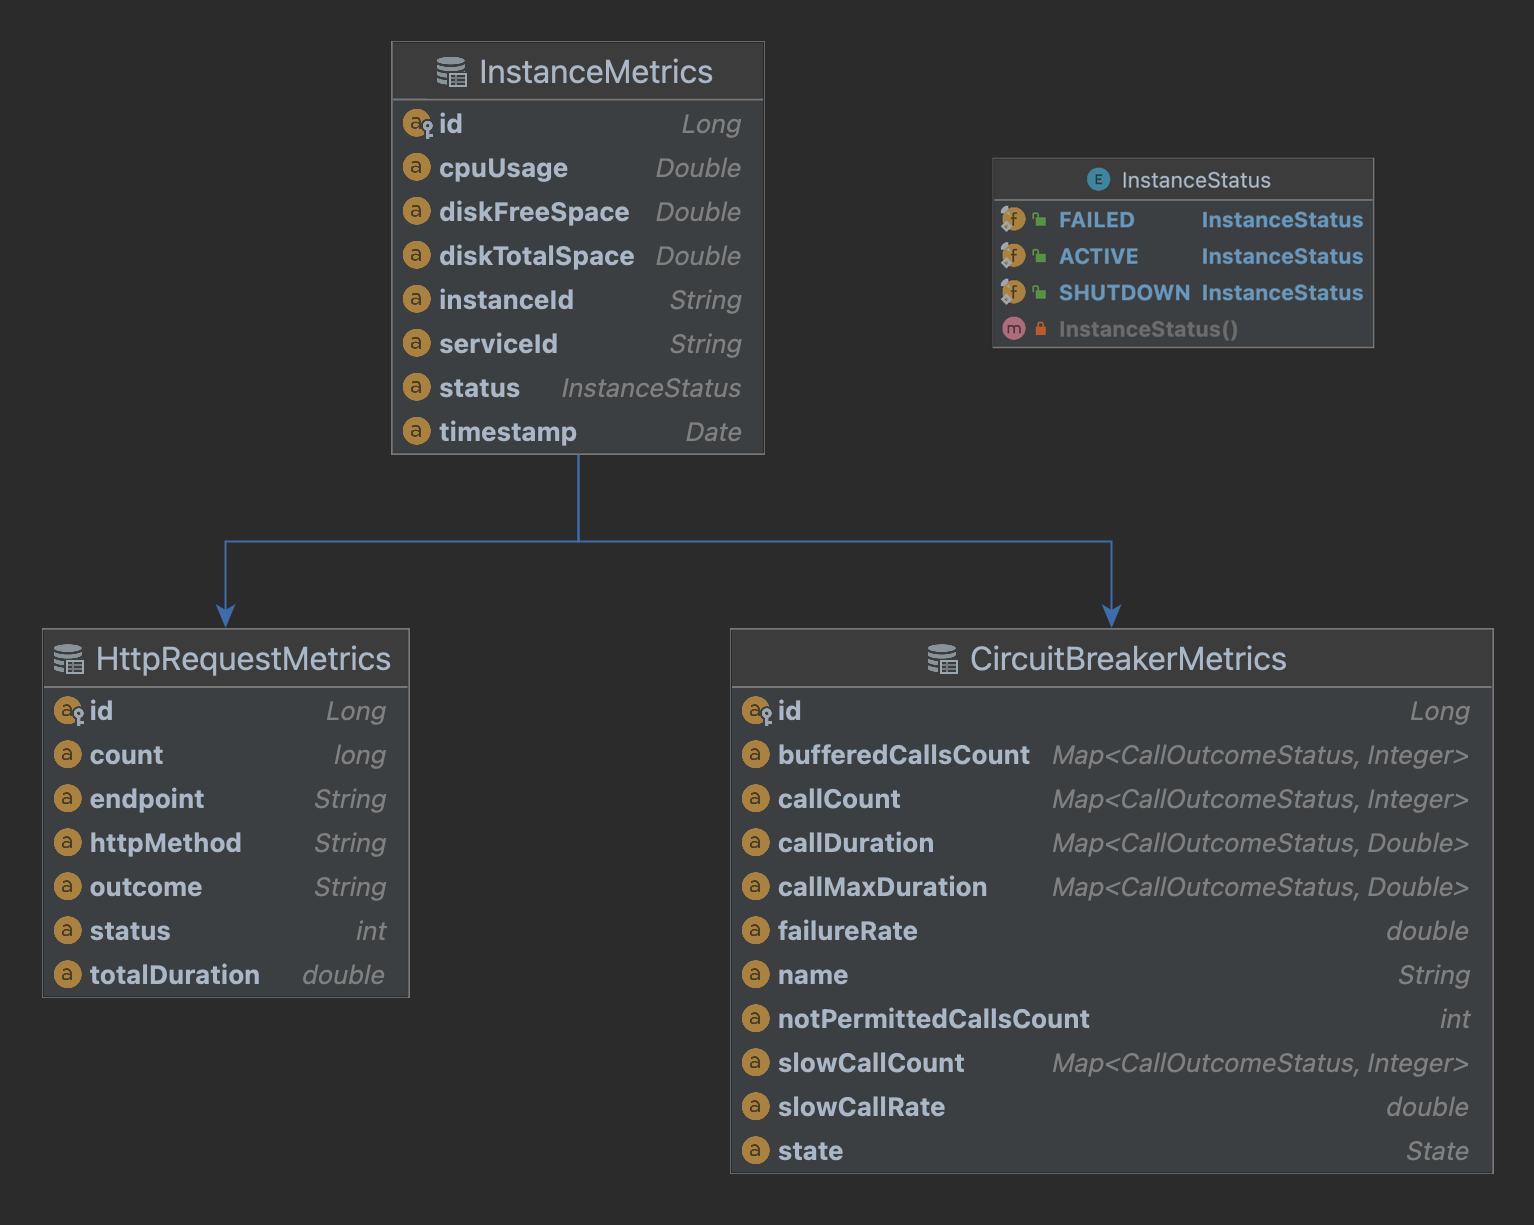 InstanceMetrics
id Long
cpuUsage Double
diskFreeSpace Double
diskTotalSpace Double
instanceId String
serviceId String
status InstanceStatus
timestamp Date
InstanceStatus
FAILED InstanceStatus
ACTIVE InstanceStatus
SHUTDOWN InstanceStatus
InstanceStatus()
HttpRequestMetrics
id Long
count long
endpoint String
httpMethod String
outcome String
status int
totalDuration double
CircuitBreakerMetrics
id Long
bufferedCallsCount Map<CallOutcomeStatus, Integer>
callCount Map<CallOutcomeStatus, Integer>
callDuration Map<CallOutcomeStatus, Double>
callMaxDuration Map<CallOutcomeStatus, Double>
failureRate double
name String
notPermittedCallsCount int
slowCallCount Map<CallOutcomeStatus, Integer>
slowCallRate double
state State